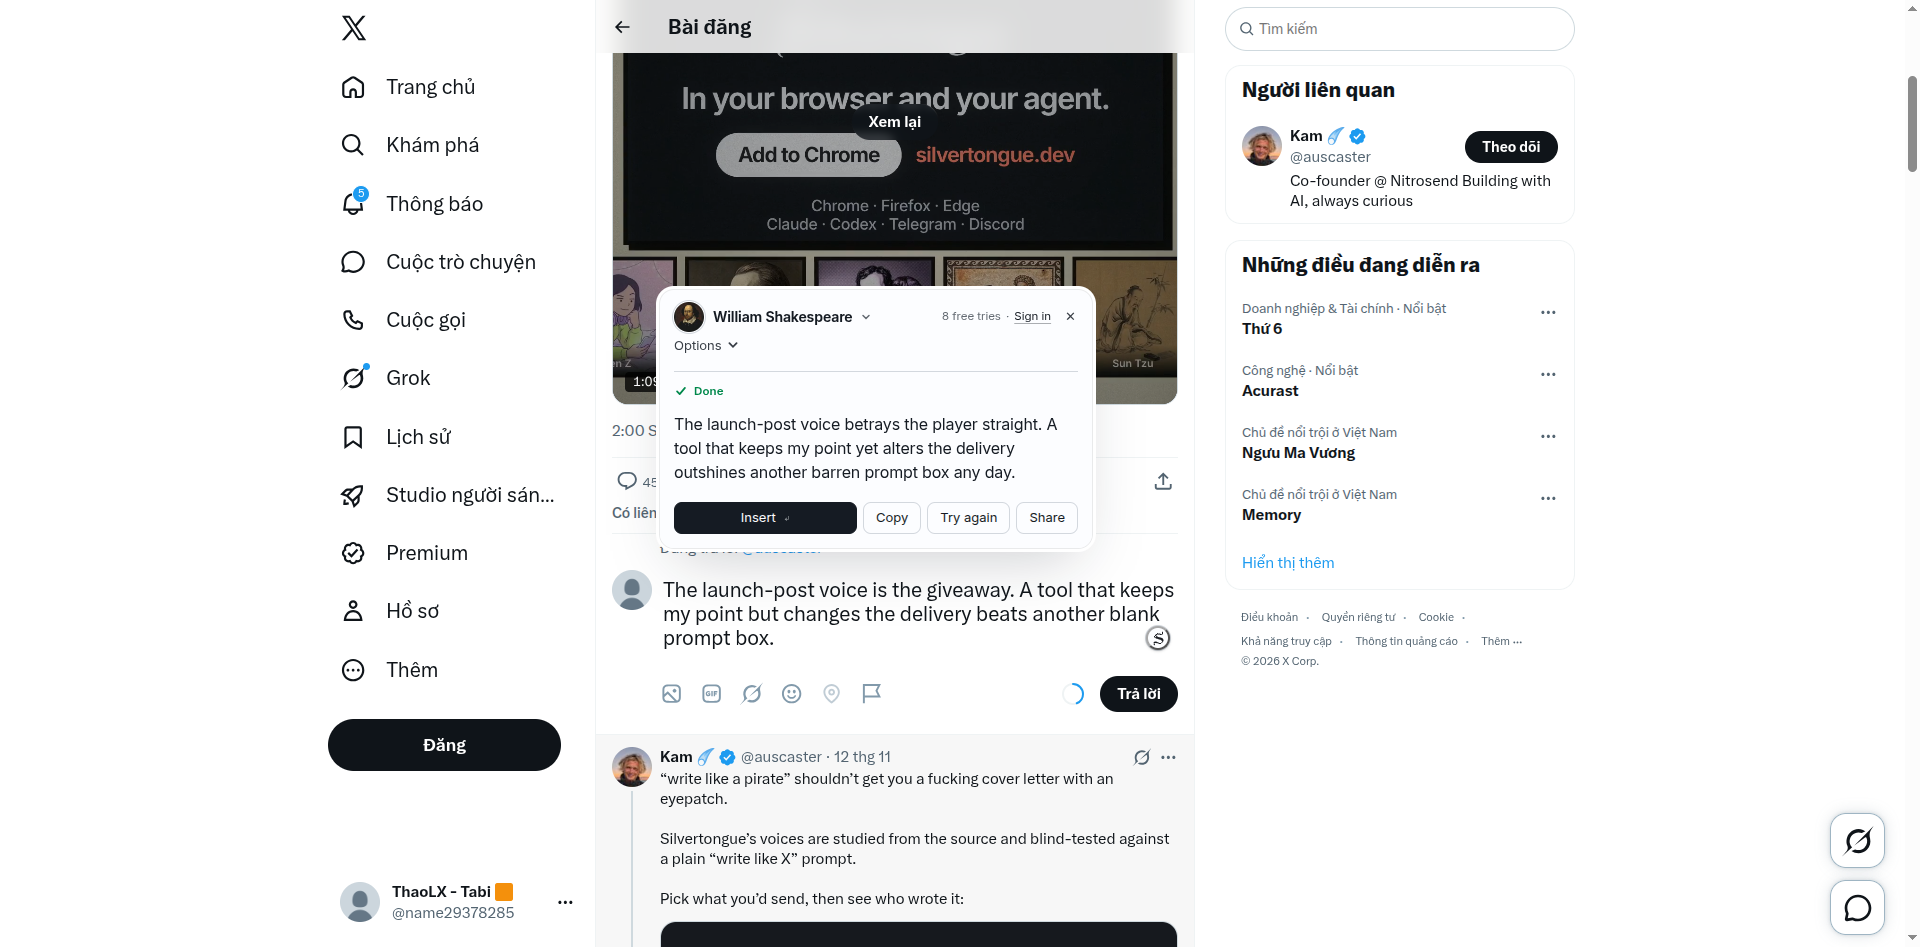 Trang chủ
Khám phá
5
Thông báo
Cuộc trò chuyện
Cuộc gọi
Grok
Lịch sử
Studio người sán...
Premium
Hồ sơ
Thêm
Đăng
ThaoLX - Tabi
@name29378285
Bài đăng
In your browser and your agent.
Xem lại
Add to Chrome
silvertongue.dev
Chrome · Firefox · Edge
Claude · Codex · Telegram · Discord
Sun Tzu
William Shakespeare
8 free tries · Sign in
Options
Done
The launch-post voice betrays the player straight. A
tool that keeps my point yet alters the delivery
outshines another barren prompt box any day.
Insert
Copy
Try again
Share
2:00 S
45
Có liên
The launch-post voice is the giveaway. A tool that keeps
my point but changes the delivery beats another blank
prompt box.
GIF
Trả lời
Kam @auscaster · 12 thg 11
“write like a pirate” shouldn’t get you a fucking cover letter with an
eyepatch.
Silvertongue’s voices are studied from the source and blind-tested against
a plain “write like X” prompt.
Pick what you’d send, then see who wrote it:
Tìm kiếm
Người liên quan
Kam
@auscaster
Theo dõi
Co-founder @ Nitrosend Building with
AI, always curious
Những điều đang diễn ra
Doanh nghiệp & Tài chính · Nổi bật
Thứ 6
Công nghệ · Nổi bật
Acurast
Chủ đề nổi trội ở Việt Nam
Ngưu Ma Vương
Chủ đề nổi trội ở Việt Nam
Memory
Hiển thị thêm
Điều khoản · Quyền riêng tư · Cookie ·
Khả năng truy cập · Thông tin quảng cáo · Thêm ...
© 2026 X Corp.